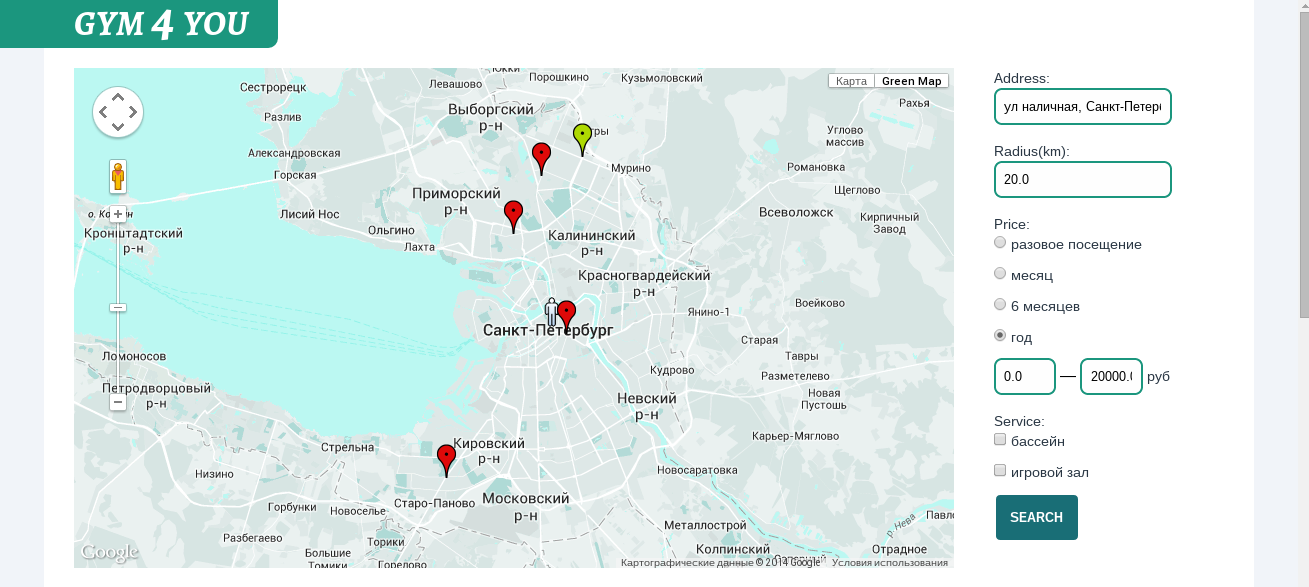 GYM 4 YOU
Карта Green Map
Порошкино
Кузьмоловский
Левашово
Сестрорецк
Выборгский
р-н
Рахья
Разлив
Углово
массив
Александровская
Мурино
Романовка
Горская
Приморский
р-н
Щеглово
Лисий Нос
Всеволожск
Кирпичный
Завод
Кронштадтский
р-н
Ольгино
Калининский
р-н
Лахта
Красногвардейский
р-н
Воейково
Янино-1
Санкт-Петербург
Старая
Ломоносов
Тавры
Кудрово
Разметелево
Петродворцовый
р-н
Невский
р-н
Новая
Пустошь
Карьер-Мяглово
Стрельна
Кировский
р-н
Низино
Новосаратовка
Старо-Паново
Московский
р-н
Горбунки
Новоселье
р. Нева
Металлострой
Разбегаево
Торики
Большие
Томики
Горелово
Колпинский
Отрадное
Google
Картографические данные © 2014 Google
Условия использования
Address:
ул наличная, Санкт-Петер
Radius(km):
20.0
Price:
разовое посещение
месяц
6 месяцев
год
0.0 — 20000.( руб
Service:
бассейн
игровой зал
SEARCH